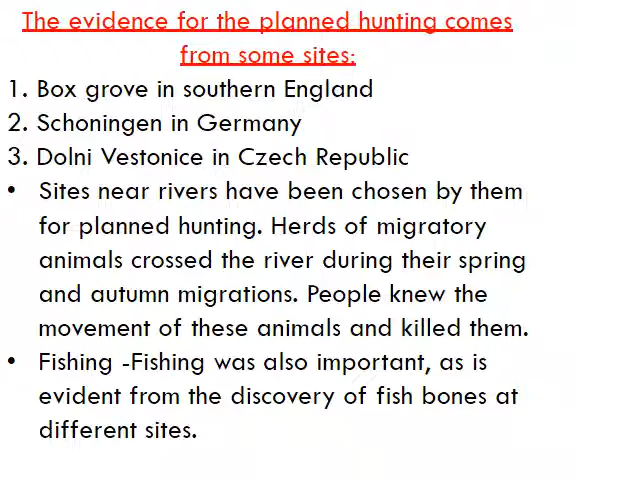 The evidence for the planned hunting comes
from some sites:
1. Box grove in southern England
2. Schoningen in Germany
3. Dolni Vestonice in Czech Republic
• Sites near rivers have been chosen by them
for planned hunting. Herds of migratory
animals crossed the river during their spring
and autumn migrations. People knew the
movement of these animals and killed them.
• Fishing -Fishing was also important, as is
evident from the discovery of fish bones at
different sites.